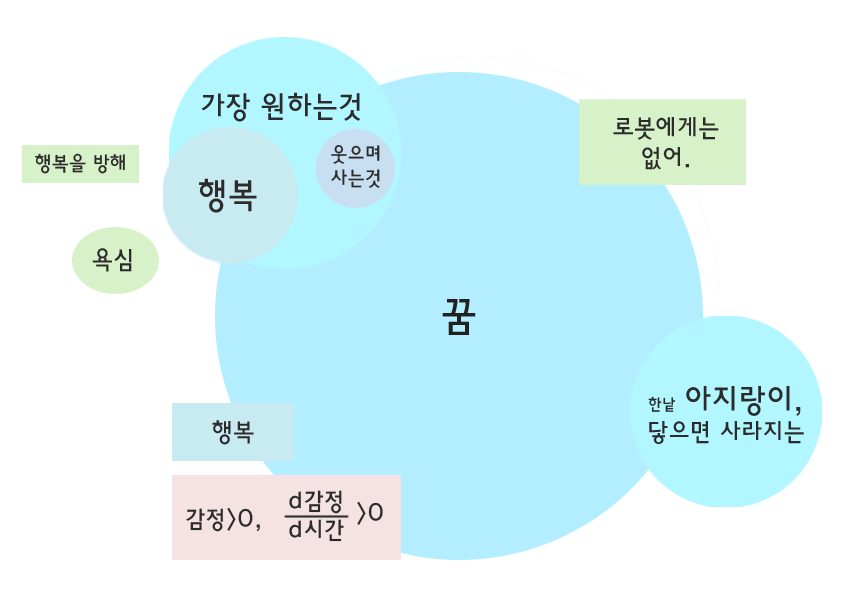 가장 원하는것
웃으며
사는것
행복
행복을 방해
욕심
로봇에게는
없어.
꿈
한낱 아지랑이,
닿으면 사라지는
행복
감정>0, d감정/d시간 >0